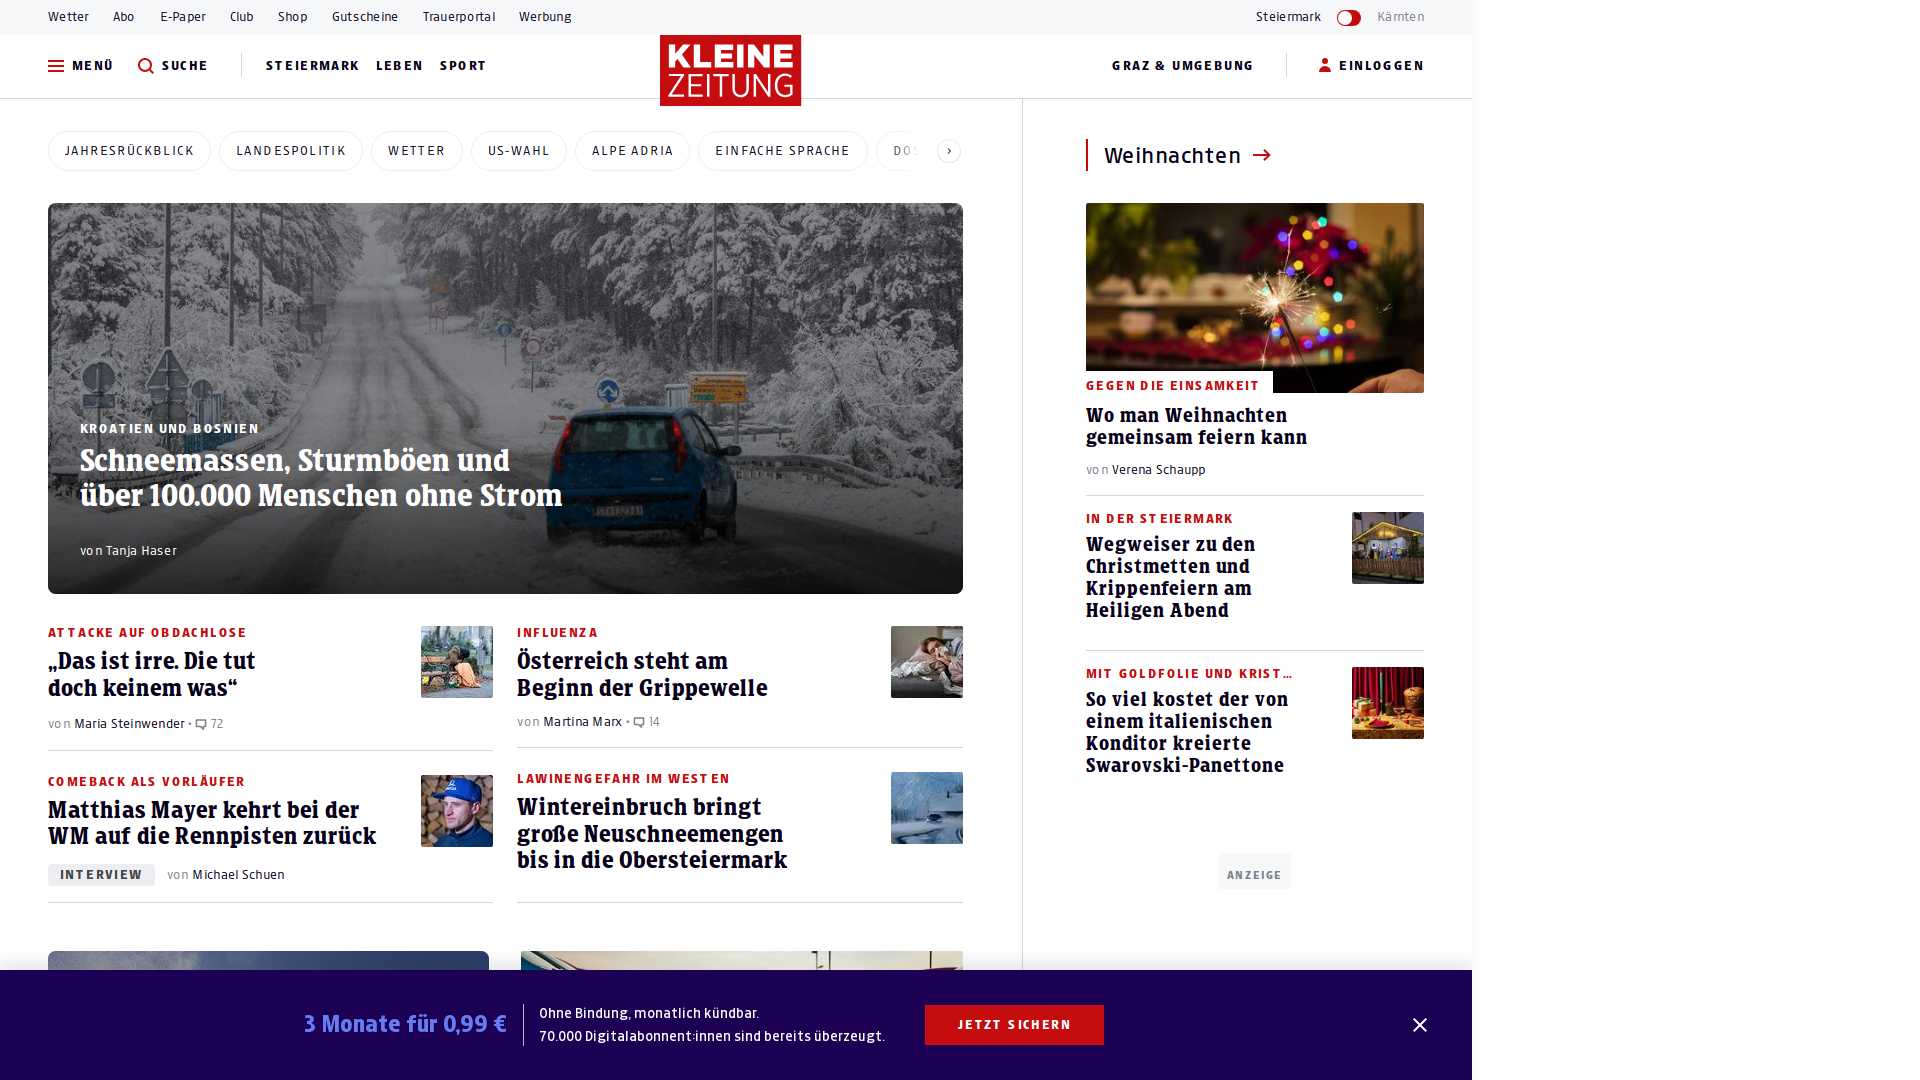 Wetter Abo E-Paper Club Shop Gutscheine Trauerportal Werbung
Steiermark Kärnten
MENÜ SUCHE STEIERMARK LEBEN SPORT
KLEINE
ZEITUNG
GRAZ & UMGEBUNG EINLOGGEN
JAHRESRÜCKBLICK LANDESPOLITIK WETTER US-WAHL ALPE ADRIA EINFACHE SPRACHE
KROATIEN UND BOSNIEN
Schneemassen, Sturmböen und
über 100.000 Menschen ohne Strom
von Tanja Haser
ATTACKE AUF OBDACHLOSE
„Das ist irre. Die tut
doch keinem was“
von Maria Steinwender • 72
INFLUENZA
Österreich steht am
Beginn der Grippewelle
von Martina Marx • 14
COMEBACK ALS VORLÄUFER
Matthias Mayer kehrt bei der
WM auf die Rennpisten zurück
INTERVIEW von Michael Schuen
LAWINENGEFAHR IM WESTEN
Wintereinbruch bringt
große Neuschneemengen
bis in die Obersteiermark
Weihnachten
GEGEN DIE EINSAMKEIT
Wo man Weihnachten
gemeinsam feiern kann
von Verena Schaupp
IN DER STEIERMARK
Wegweiser zu den
Christmetten und
Krippenfeiern am
Heiligen Abend
MIT GOLDFOLIE UND KRIST…
So viel kostet der von
einem italienischen
Konditor kreierte
Swarovski-Panettone
ANZEIGE
3 Monate für 0,99 €
Ohne Bindung, monatlich kündbar.
70.000 Digitalabonnent:innen sind bereits überzeugt.
JETZT SICHERN